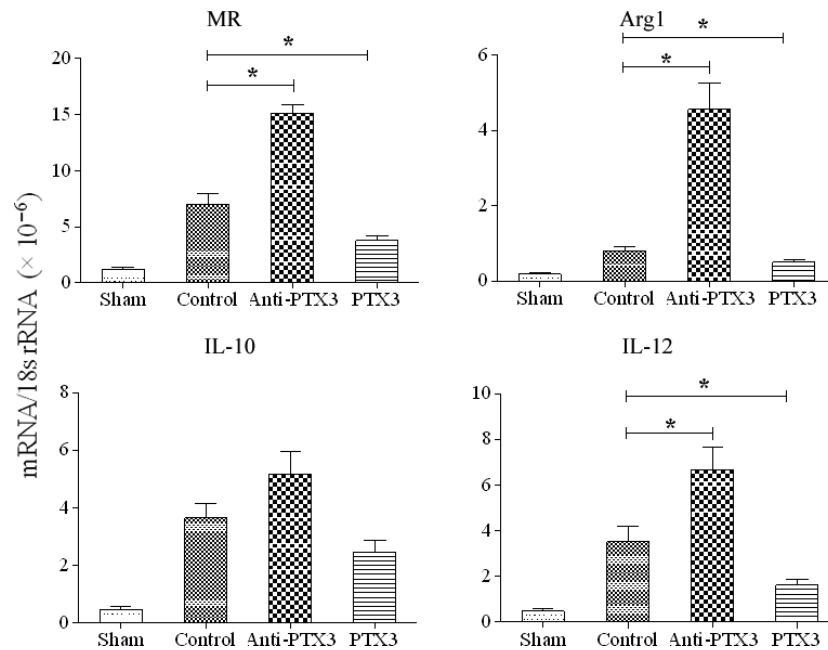 MR
*
*
20
15
10
5
0
Sham Control Anti-PTX3 PTX3
Arg1
*
*
6
4
2
0
Sham Control Anti-PTX3 PTX3
mRNA/18s rRNA (× 10⁻⁶)
IL-10
8
6
4
2
0
Sham Control Anti-PTX3 PTX3
IL-12
*
*
10
8
6
4
2
0
Sham Control Anti-PTX3 PTX3